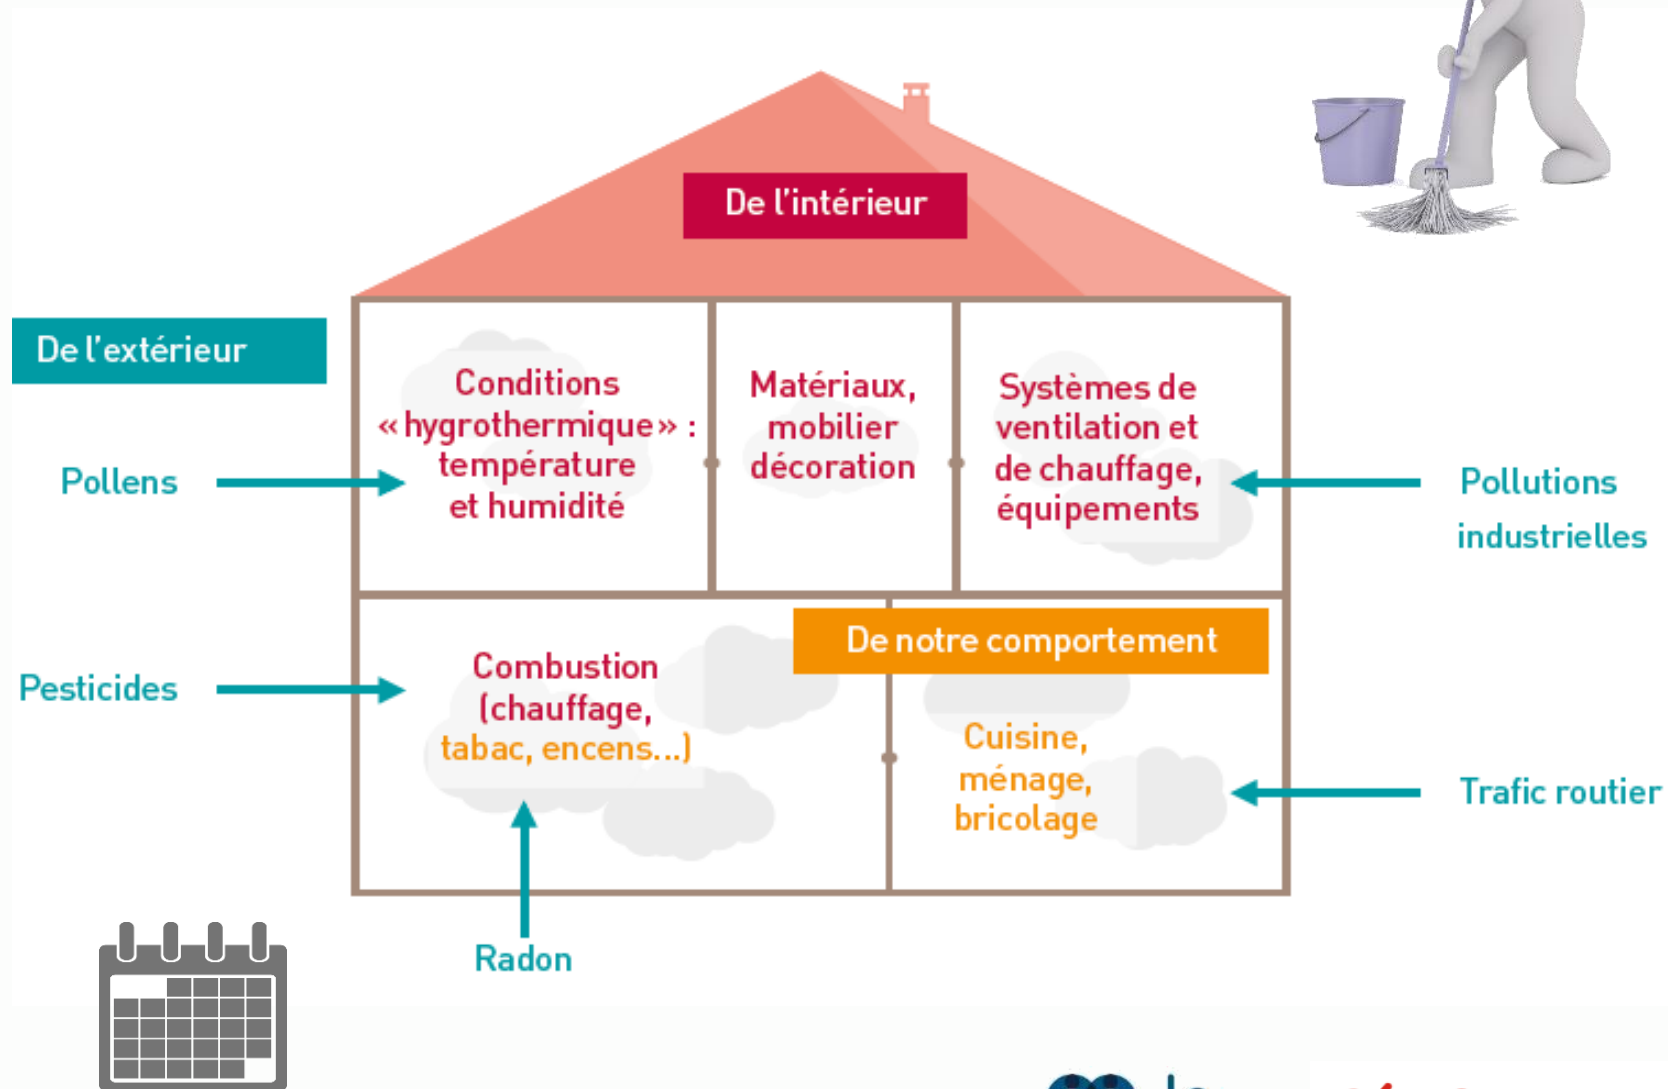 De l'intérieur
De l'extérieur
Conditions
« hygrothermique » :
température
et humidité
Matériaux,
mobilier
décoration
Systèmes de
ventilation et
de chauffage,
équipements
Pollens
Pollutions
industrielles
De notre comportement
Combustion
(chauffage,
tabac, encens...)
Pesticides
Cuisine,
ménage,
bricolage
Trafic routier
Radon